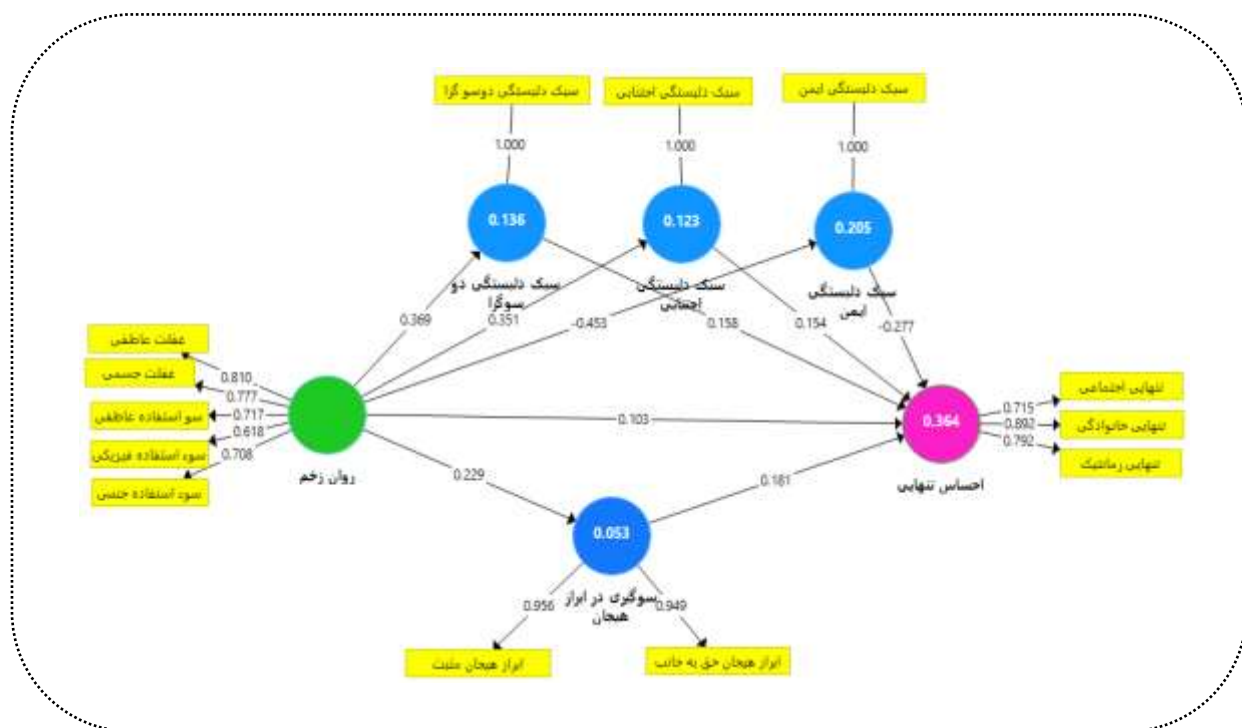 سبک دلبستگی دوسو گرا
سبک دلبستگی اجتنابی
سبک دلبستگی ایمن
1.000
1.000
1.000
0.136
0.123
0.205
سبک دلبستگی دو
سوگرا
سبک دلبستگی
اجتنابی
سبک دلبستگی
ایمی
0.369
0.351
-0.453
0.158
0.154
-0.277
غفلت عاطفی
غفلت جسمی
سو استفاده عاطفی
سوء استفاده فیزیکی
سوء استفاده جنسی
0.810
0.777
0.717
0.618
0.708
روان زخم
0.103
0.229
0.181
0.364
احساس تنهایی
0.715
0.892
0.792
تنهایی اجتماعی
تنهایی خانوادگی
تنهایی رمانتیک
0.053
سوگیری در ابراز
هیجان
0.956
0.949
ابراز هیجان مثبت
ابراز هیجان حق به جانب